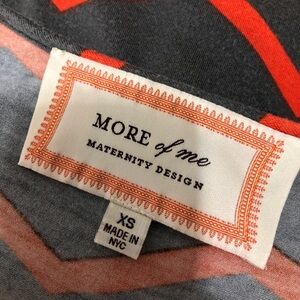 MORE of me
MATERNITY DESIGN
XS
MADE IN
NYC